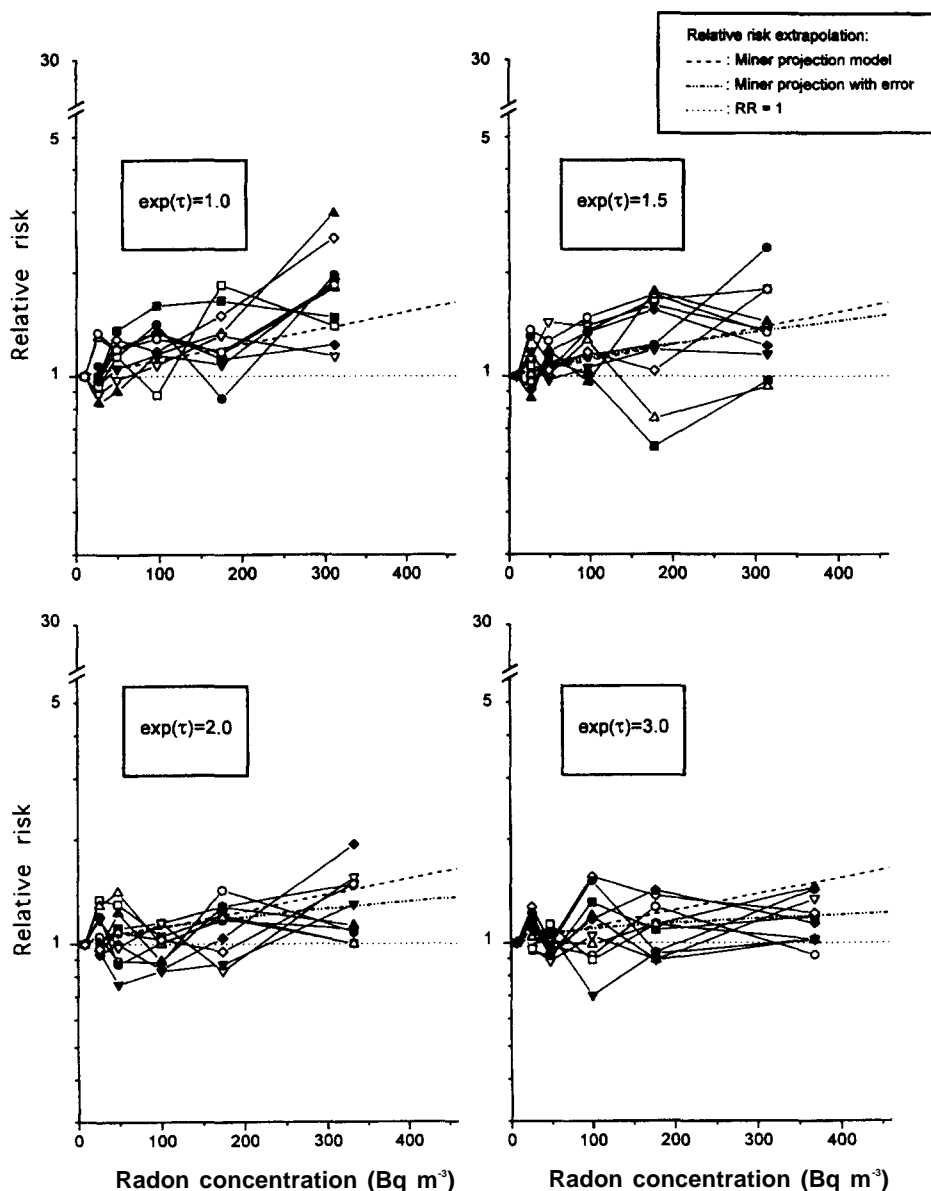 Relative risk extrapolation:
: Miner projection model
: Miner projection with error
: RR = 1
30
5
1
Relative risk
exp(τ)=1.0
0 100 200 300 400
30
5
1
exp(τ)=1.5
0 100 200 300 400
30
5
1
Relative risk
exp(τ)=2.0
0 100 200 300 400
Radon concentration (Bq m⁻³)
30
5
1
exp(τ)=3.0
0 100 200 300 400
Radon concentration (Bq m⁻³)